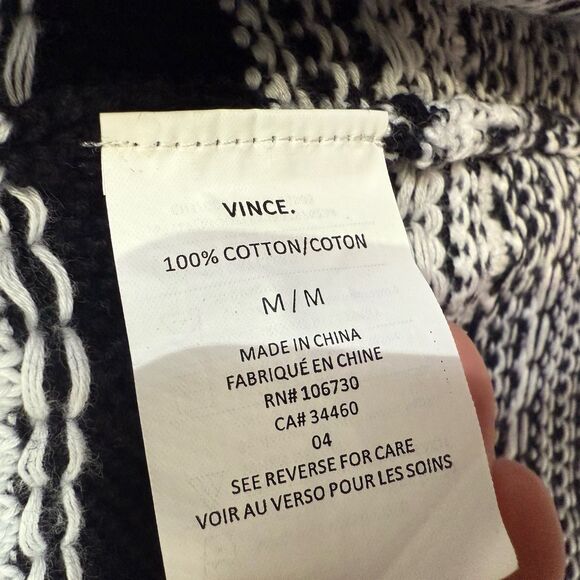 VINCE.
100% COTTON/COTON
M / M
MADE IN CHINA
FABRIQUÉ EN CHINE
RN# 106730
CA# 34460
04
SEE REVERSE FOR CARE
VOIR AU VERSO POUR LES SOINS